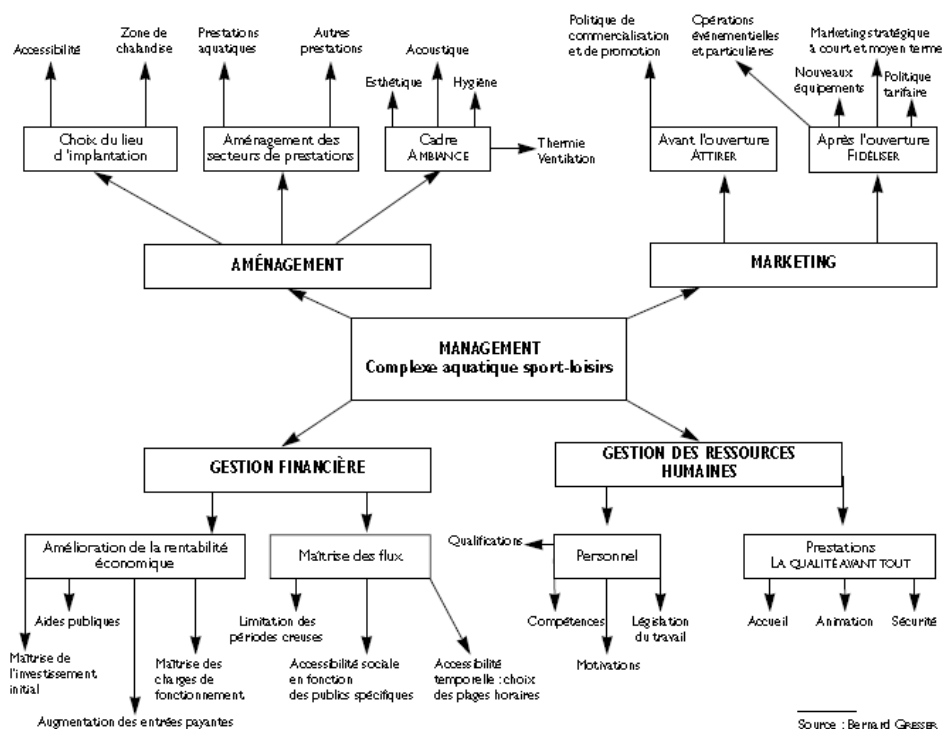 Accessibilité
Zone de
chalandise
Prestations
aquatiques
Autres
prestations
Acoustique
Esthétique
Hygiène
Politique de
commercialisation
et de promotion
Opérations
événementielles
et particulières
Marketing stratégique
à court et moyen terme
Nouveaux
équipements
Politique
tarifaire
Choix du lieu
d'implantation
Aménagement des
secteurs de prestations
Cadre
AMBIANCE
Thermie
Ventilation
Avant l'ouverture
ATTIRER
Après l'ouverture
FIDÉLISER
AMÉNAGEMENT
MARKETING
MANAGEMENT
Complexe aquatique sport-loisirs
GESTION FINANCIÈRE
GESTION DES RESSOURCES
HUMAINES
Amélioration de la rentabilité
économique
Maîtrise des flux
Qualifications
Personnel
Prestations
LA QUALITÉ AVANT TOUT
Aides publiques
Maîtrise de
l'investissement
initial
Maîtrise des
charges de
fonctionnement
Augmentation des entrées payantes
Limitation des
périodes creuses
Accessibilité sociale
en fonction
des publics spécifiques
Accessibilité
temporelle : choix
des plages horaires
Compétences
Législation
du travail
Motivations
Accueil
Animation
Sécurité
Source : Bernard GRESSER